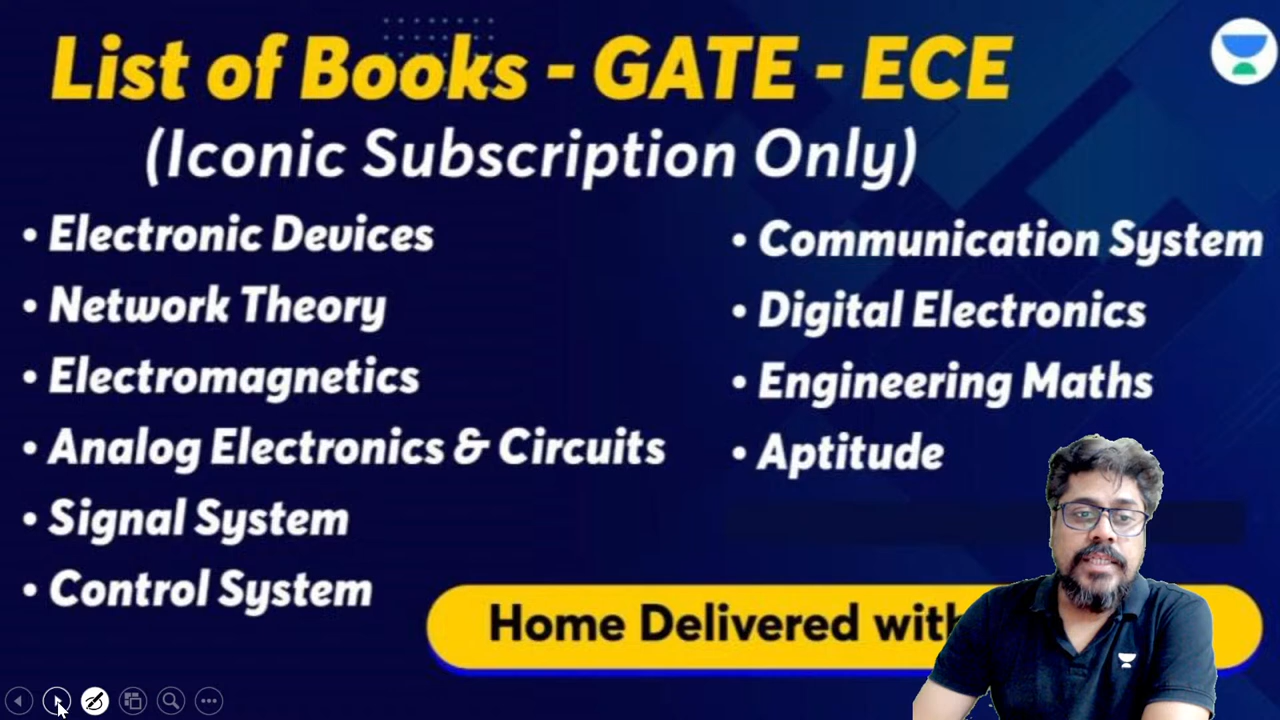 List of Books - GATE - ECE
(Iconic Subscription Only)
• Electronic Devices
• Network Theory
• Electromagnetics
• Analog Electronics & Circuits
• Signal System
• Control System
• Communication System
• Digital Electronics
• Engineering Maths
• Aptitude
Home Delivered with